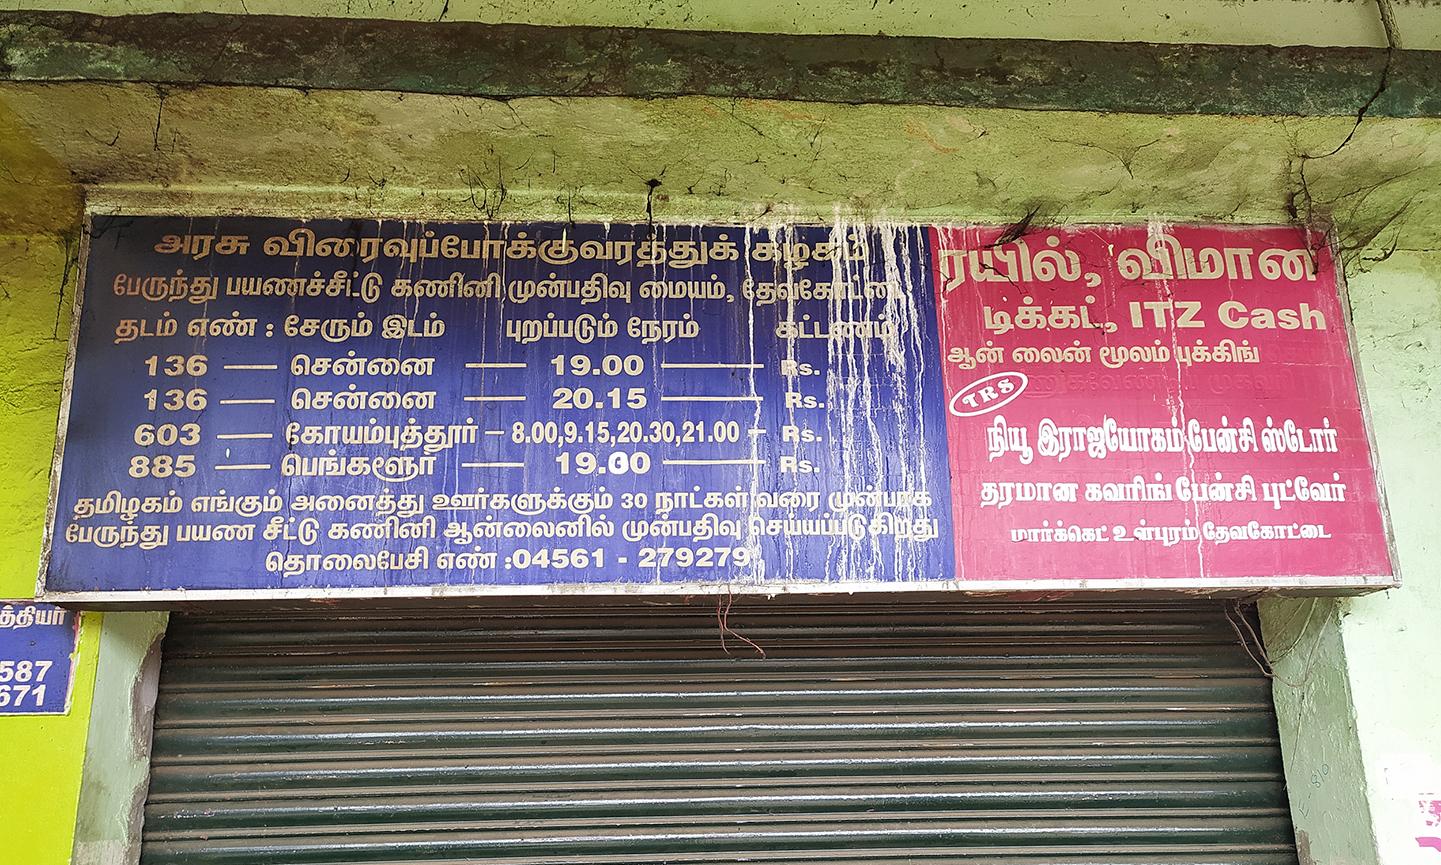 அரசு விரைவுப்போக்குவரத்துக் கழகம்
பேருந்து பயணச்சீட்டு கணினி முன்பதிவு மையம், தேவகோட்டை
தடம் எண் : சேரும் இடம் புறப்படும் நேரம் கட்டணம்
136 — சென்னை — 19.00 — Rs.
136 — சென்னை — 20.15 — Rs.
603 — கோயம்புத்தூர் – 8.00,9.15,20.30,21.00 – Rs.
885 — பெங்களூர் — 19.00 — Rs.
தமிழகம் எங்கும் அனைத்து ஊர்களுக்கும் 30 நாட்கள் வரை முன்பாக
பேருந்து பயண சீட்டு கணினி ஆன்லைனில் முன்பதிவு செய்யப்படுகிறது
தொலைபேசி எண் :04561 - 279279
ரயில், விமான
டிக்கட், ITZ Cash
ஆன் லைன் மூலம் புக்கிங்
TRS
நியூ இராஜயோகம் பேன்சி ஸ்டோர்
தரமான கவரிங் பேன்சி புட்வேர்
மார்க்கெட் உள்புரம் தேவகோட்டை
த்தியர்
587
671